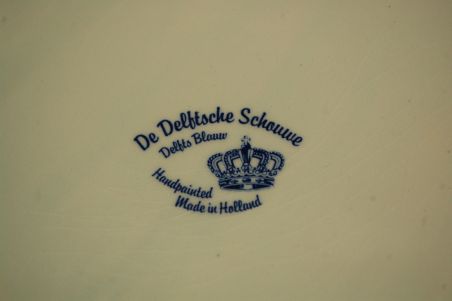 De Delftsche Schouwe
Delfts Blauw
Handpainted
Made in Holland